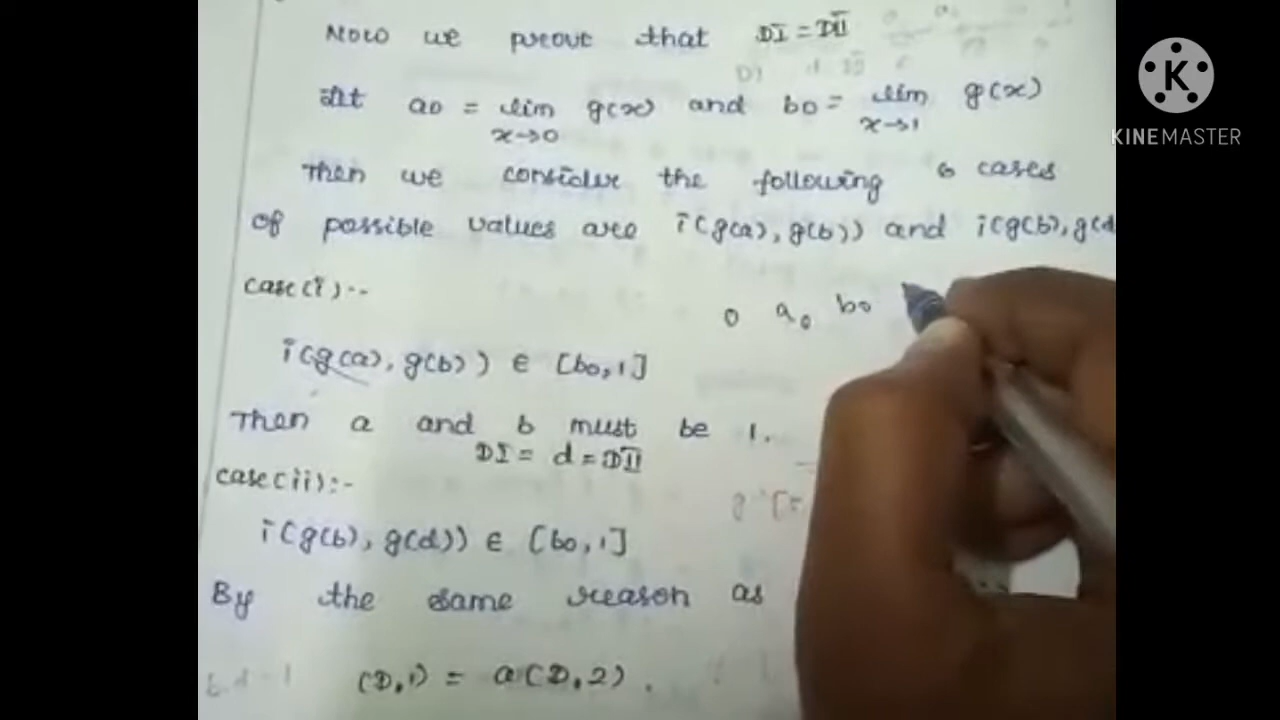 Now we prove that DI = DII
Let a0 = lim g(x) and b0 = lim g(x)
x→0 x→1
Then we consider the following 6 cases
of possible values are i(g(a), g(b)) and i(g(b), g(d
case(i):-
0 a0 b0
i(g(a), g(b)) ∈ [b0, 1]
Then a and b must be 1.
DI = d = DII
case(ii):-
i(g(b), g(d)) ∈ [b0, 1]
By the same reason as
(D,1) = a(D,2).
K
KINEMASTER